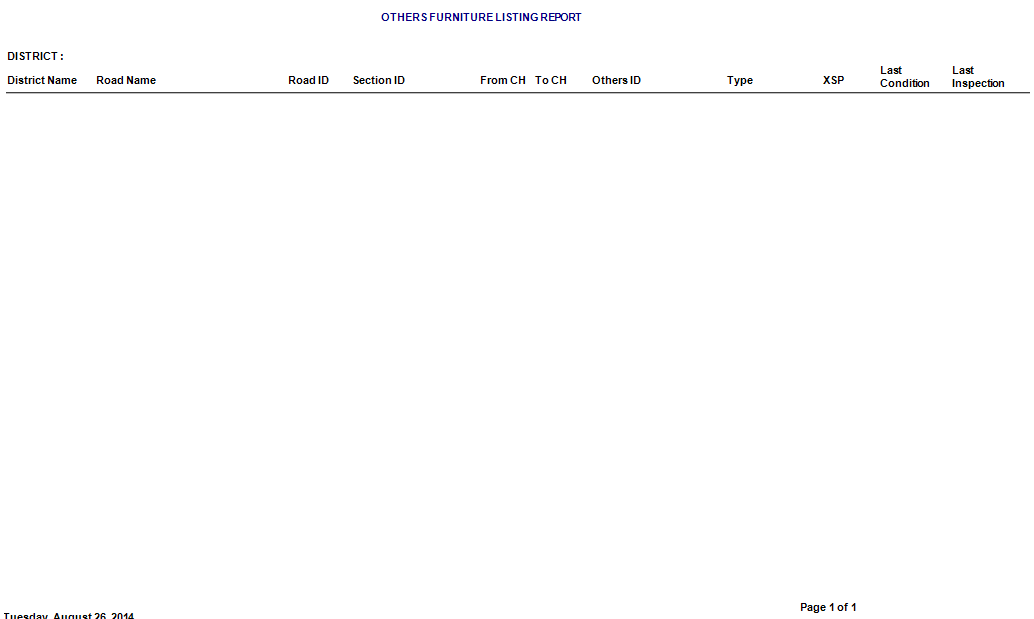 OTHERS FURNITURE LISTING REPORT
DISTRICT :
District Name Road Name Road ID Section ID From CH To CH Others ID Type XSP Last Condition Last Inspection
Page 1 of 1
Tuesday, August 26, 2014